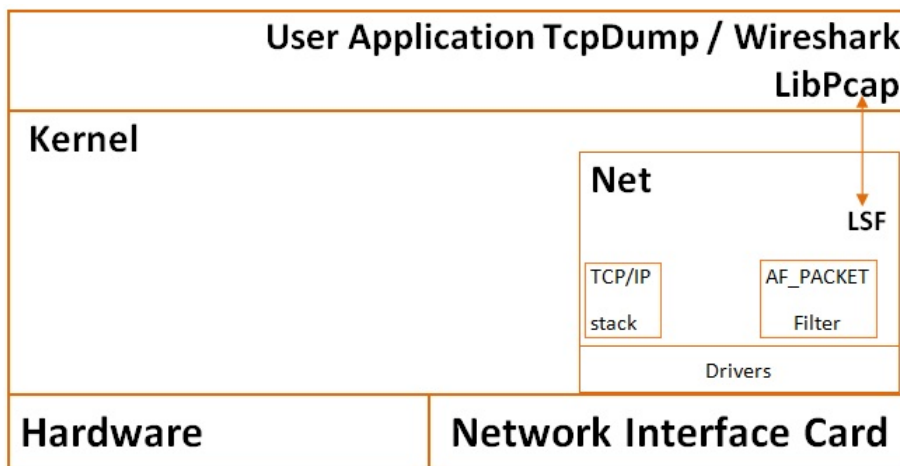 User Application TcpDump / Wireshark
LibPcap
Kernel
Net
LSF
TCP/IP
stack
AF_PACKET
Filter
Drivers
Hardware
Network Interface Card